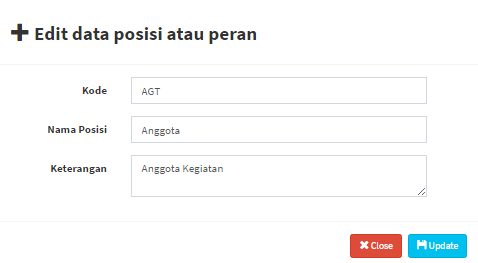 Edit data posisi atau peran
Kode AGT
Nama Posisi Anggota
Keterangan Anggota Kegiatan
Close Update